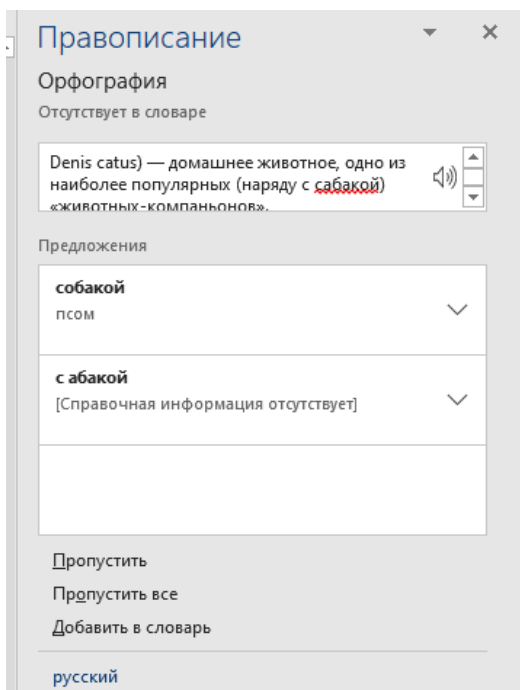 Правописание
Орфография
Отсутствует в словаре
Denis catus) — домашнее животное, одно из
наиболее популярных (наряду с сабакой)
«животных-компаньонов».
Предложения
собакой
псом
с абакой
[Справочная информация отсутствует]
Пропустить
Пропустить все
Добавить в словарь
русский